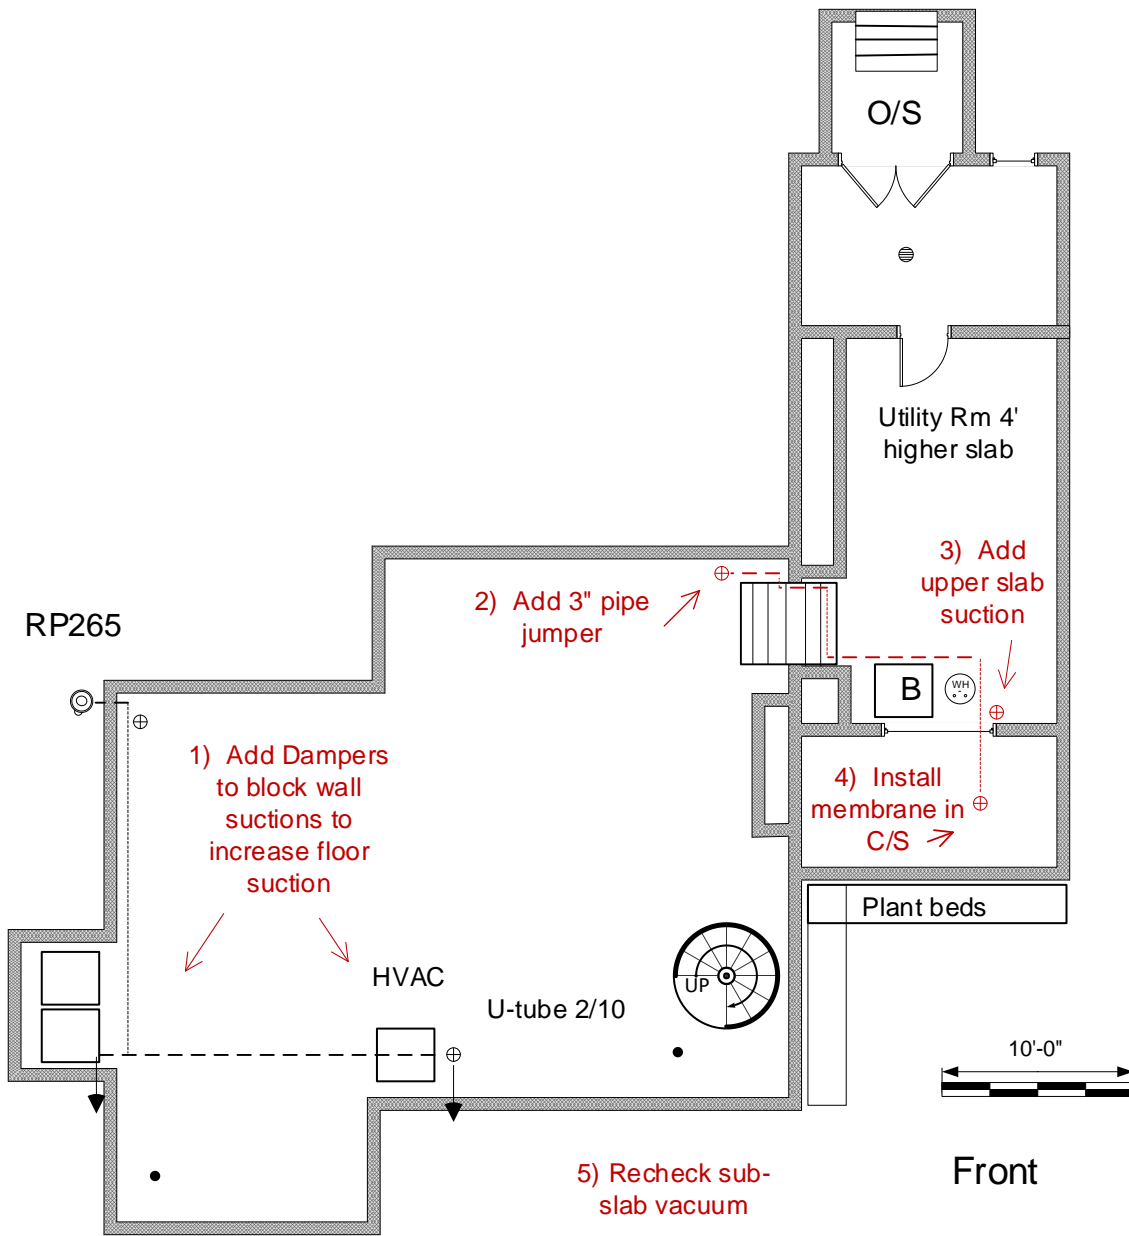 O/S
Utility Rm 4'
higher slab
3) Add
upper slab
suction
2) Add 3" pipe
jumper
RP265
B
WH
1) Add Dampers
to block wall
suctions to
increase floor
suction
4) Install
membrane in
C/S
Plant beds
HVAC
UP
U-tube 2/10
10'-0"
5) Recheck sub-
slab vacuum
Front